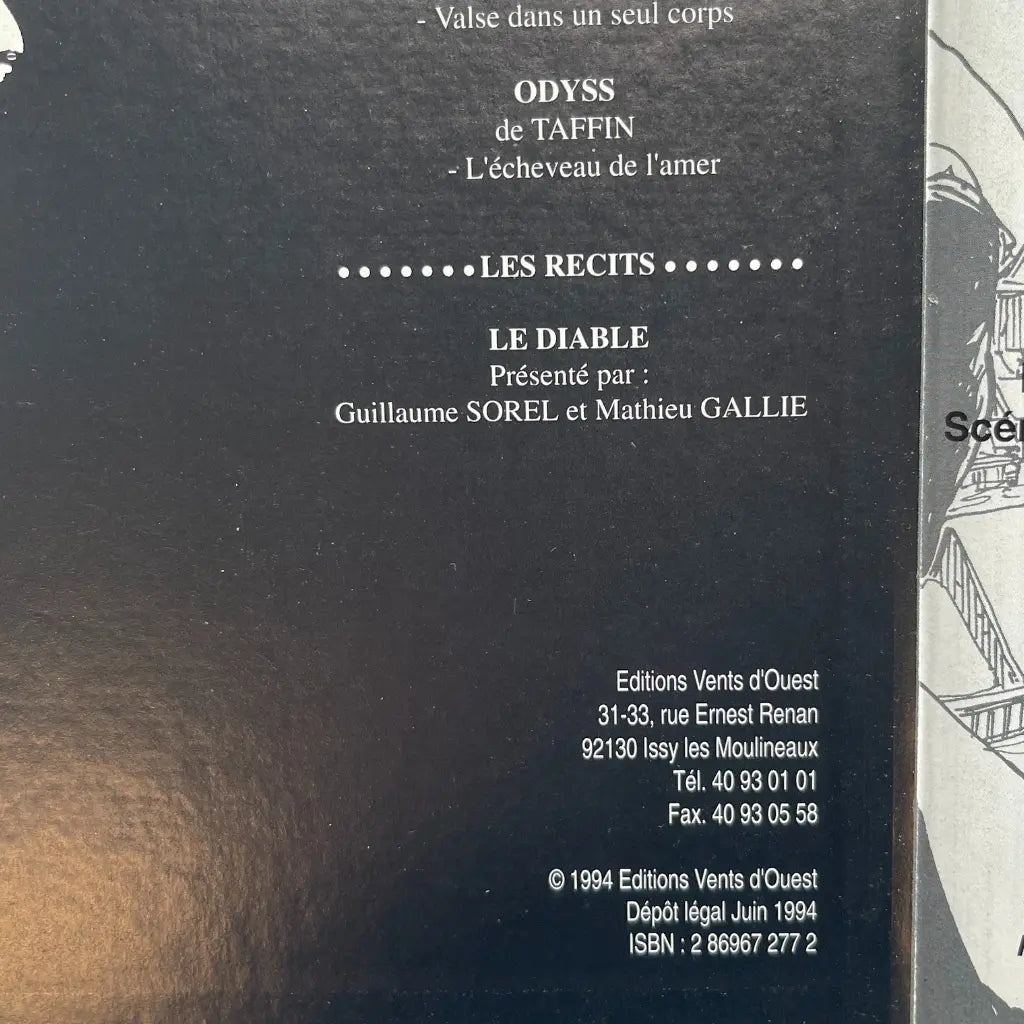 - Valse dans un seul corps
ODYSS
de TAFFIN
- L'écheveau de l'amer
.......LES RECITS.......
LE DIABLE
Présenté par :
Guillaume SOREL et Mathieu GALLIE
Editions Vents d'Ouest
31-33, rue Ernest Renan
92130 Issy les Moulineaux
Tél. 40 93 01 01
Fax. 40 93 05 58
© 1994 Editions Vents d'Ouest
Dépôt légal Juin 1994
ISBN : 2 86967 277 2